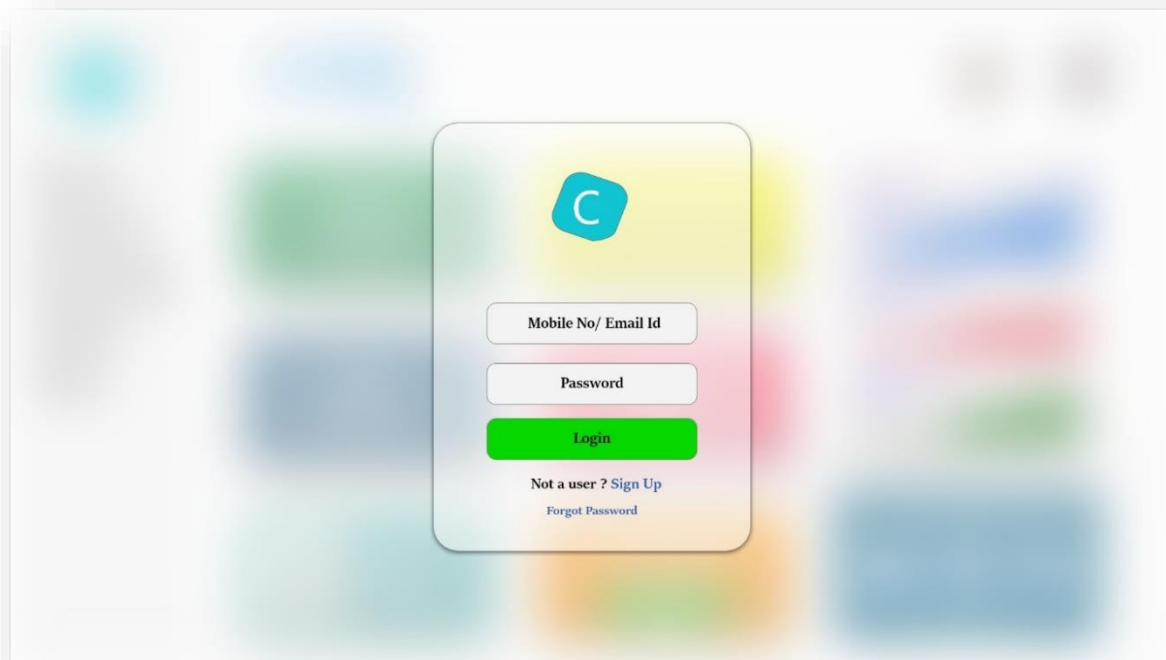 C
Mobile No/ Email Id
Password
Login
Not a user ? Sign Up
Forgot Password